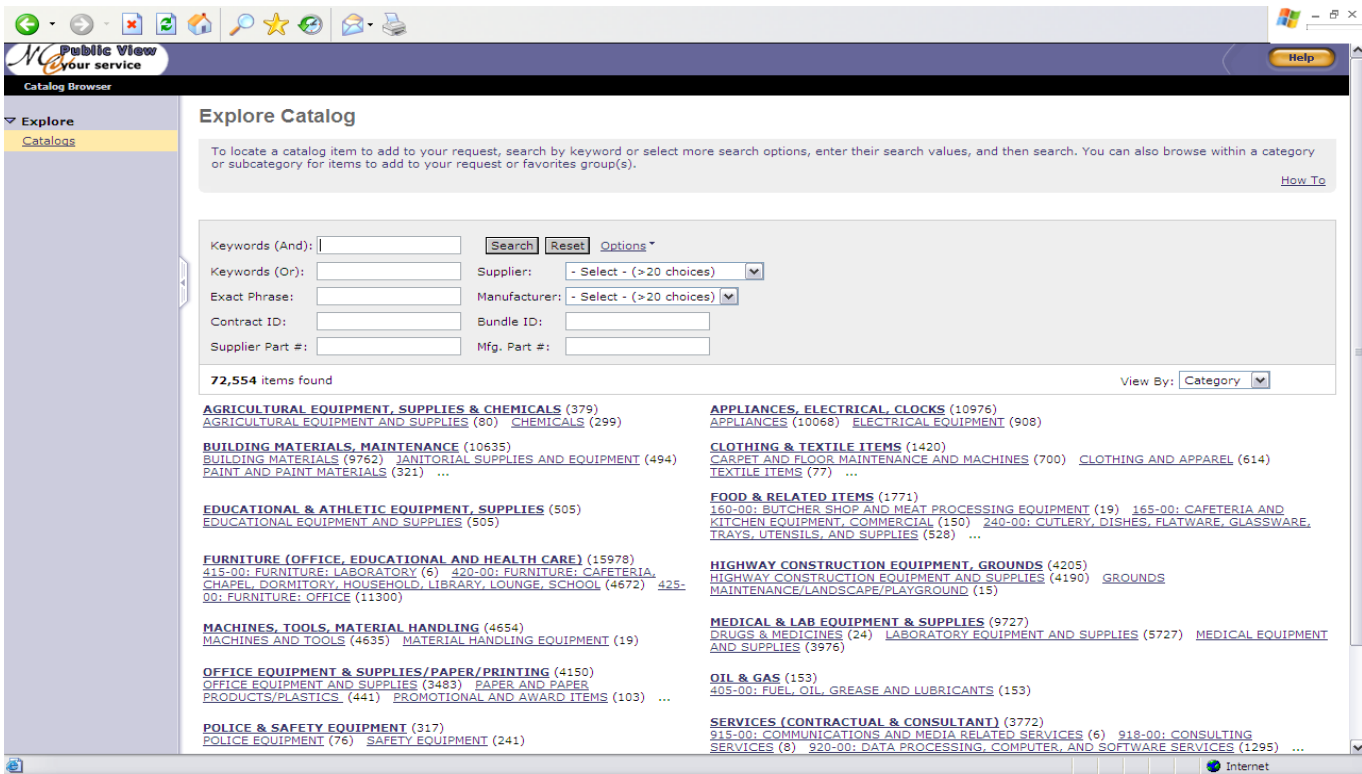 NC Public View
@your service
Help
Catalog Browser
Explore
Catalogs
Explore Catalog
To locate a catalog item to add to your request, search by keyword or select more search options, enter their search values, and then search. You can also browse within a category
or subcategory for items to add to your request or favorites group(s).
How To
Keywords (And):
Search Reset Options
Keywords (Or):
Supplier: - Select - (>20 choices)
Exact Phrase:
Manufacturer: - Select - (>20 choices)
Contract ID:
Bundle ID:
Supplier Part #:
Mfg. Part #:
72,554 items found
View By: Category
AGRICULTURAL EQUIPMENT, SUPPLIES & CHEMICALS (379)
AGRICULTURAL EQUIPMENT AND SUPPLIES (80) CHEMICALS (299)
APPLIANCES, ELECTRICAL, CLOCKS (10976)
APPLIANCES (10068) ELECTRICAL EQUIPMENT (908)
BUILDING MATERIALS, MAINTENANCE (10635)
BUILDING MATERIALS (9762) JANITORIAL SUPPLIES AND EQUIPMENT (494)
PAINT AND PAINT MATERIALS (321) ...
CLOTHING & TEXTILE ITEMS (1420)
CARPET AND FLOOR MAINTENANCE AND MACHINES (700) CLOTHING AND APPAREL (614)
TEXTILE ITEMS (77) ...
EDUCATIONAL & ATHLETIC EQUIPMENT, SUPPLIES (505)
EDUCATIONAL EQUIPMENT AND SUPPLIES (505)
FOOD & RELATED ITEMS (1771)
160-00: BUTCHER SHOP AND MEAT PROCESSING EQUIPMENT (19) 165-00: CAFETERIA AND
KITCHEN EQUIPMENT, COMMERCIAL (150) 240-00: CUTLERY, DISHES, FLATWARE, GLASSWARE,
TRAYS, UTENSILS, AND SUPPLIES (528) ...
FURNITURE (OFFICE, EDUCATIONAL AND HEALTH CARE) (15978)
415-00: FURNITURE: LABORATORY (6) 420-00: FURNITURE: CAFETERIA,
CHAPEL, DORMITORY, HOUSEHOLD, LIBRARY, LOUNGE, SCHOOL (4672) 425-
00: FURNITURE: OFFICE (11300)
HIGHWAY CONSTRUCTION EQUIPMENT, GROUNDS (4205)
HIGHWAY CONSTRUCTION EQUIPMENT AND SUPPLIES (4190) GROUNDS
MAINTENANCE/LANDSCAPE/PLAYGROUND (15)
MACHINES, TOOLS, MATERIAL HANDLING (4654)
MACHINES AND TOOLS (4635) MATERIAL HANDLING EQUIPMENT (19)
MEDICAL & LAB EQUIPMENT & SUPPLIES (9727)
DRUGS & MEDICINES (24) LABORATORY EQUIPMENT AND SUPPLIES (5727) MEDICAL EQUIPMENT
AND SUPPLIES (3976)
OFFICE EQUIPMENT & SUPPLIES/PAPER/PRINTING (4150)
OFFICE EQUIPMENT AND SUPPLIES (3483) PAPER AND PAPER
PRODUCTS/PLASTICS (441) PROMOTIONAL AND AWARD ITEMS (103) ...
OIL & GAS (153)
405-00: FUEL, OIL, GREASE AND LUBRICANTS (153)
POLICE & SAFETY EQUIPMENT (317)
POLICE EQUIPMENT (76) SAFETY EQUIPMENT (241)
SERVICES (CONTRACTUAL & CONSULTANT) (3772)
915-00: COMMUNICATIONS AND MEDIA RELATED SERVICES (6) 918-00: CONSULTING
SERVICES (8) 920-00: DATA PROCESSING, COMPUTER, AND SOFTWARE SERVICES (1295) ...
Internet